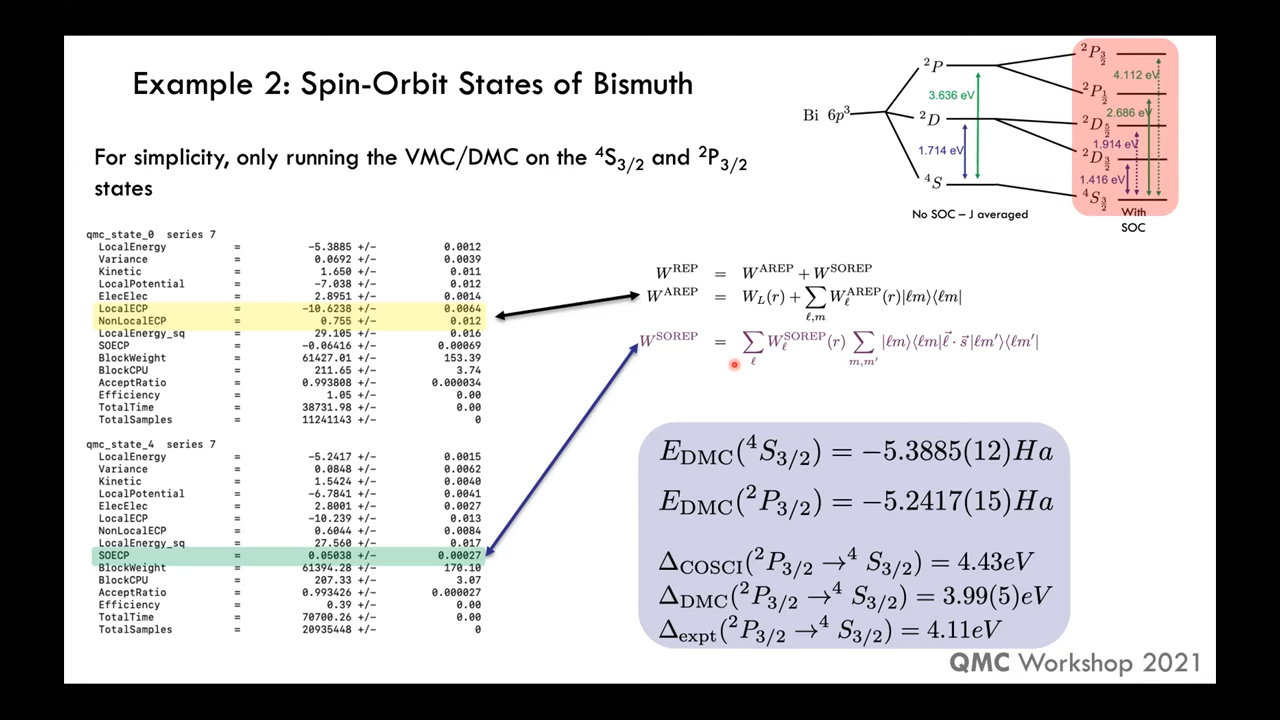 Example 2: Spin-Orbit States of Bismuth
For simplicity, only running the VMC/DMC on the ⁴S₃/₂ and ²P₃/₂
states
Bi 6p³
²P
²D
⁴S
3.636 eV
1.714 eV
No SOC – J averaged
²P₃/₂
4.112 eV
²P₁/₂
2.686 eV
²D₅/₂
1.914 eV
²D₃/₂
1.416 eV
⁴S₃/₂
With
SOC
qmc_state_0 series 7
LocalEnergy = -5.3885 +/- 0.0012
Variance = 0.0692 +/- 0.0039
Kinetic = 1.650 +/- 0.011
LocalPotential = -7.038 +/- 0.012
ElecElec = 2.8951 +/- 0.0014
LocalECP = -10.6238 +/- 0.0064
NonLocalECP = 0.755 +/- 0.012
LocalEnergy_sq = 29.105 +/- 0.016
SOECP = -0.06416 +/- 0.00069
BlockWeight = 61427.01 +/- 153.39
BlockCPU = 211.65 +/- 3.74
AcceptRatio = 0.993808 +/- 0.000034
Efficiency = 1.05 +/- 0.00
TotalTime = 38731.98 +/- 0.00
TotalSamples = 11241143 +/- 0
qmc_state_4 series 7
LocalEnergy = -5.2417 +/- 0.0015
Variance = 0.0848 +/- 0.0062
Kinetic = 1.5424 +/- 0.0040
LocalPotential = -6.7841 +/- 0.0041
ElecElec = 2.8001 +/- 0.0027
LocalECP = -10.239 +/- 0.013
NonLocalECP = 0.6044 +/- 0.0084
LocalEnergy_sq = 27.560 +/- 0.017
SOECP = 0.05038 +/- 0.00027
BlockWeight = 61394.28 +/- 170.10
BlockCPU = 207.33 +/- 3.07
AcceptRatio = 0.993426 +/- 0.000027
Efficiency = 0.39 +/- 0.00
TotalTime = 70700.26 +/- 0.00
TotalSamples = 20935448 +/- 0
W^REP = W^AREP + W^SOREP
W^AREP = W_L(r) + ∑_ℓ,m W_ℓ^AREP(r)|ℓm⟩⟨ℓm|
W^SOREP = ∑_ℓ W_ℓ^SOREP(r) ∑_m,m′ |ℓm⟩⟨ℓm|ℓ⃗ · s⃗|ℓm′⟩⟨ℓm′|
E_DMC(⁴S₃/₂) = −5.3885(12)Ha
E_DMC(²P₃/₂) = −5.2417(15)Ha
Δ_COSCI(²P₃/₂ →⁴ S₃/₂) = 4.43eV
Δ_DMC(²P₃/₂ →⁴ S₃/₂) = 3.99(5)eV
Δ_expt(²P₃/₂ →⁴ S₃/₂) = 4.11eV
QMC Workshop 2021